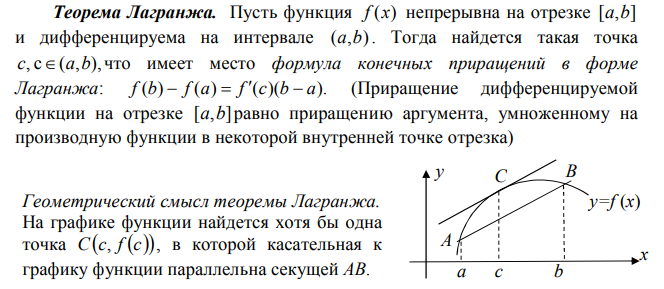 Теорема Лагранжа. Пусть функция f(x) непрерывна на отрезке [a,b]
и дифференцируема на интервале (a,b). Тогда найдется такая точка
c, c∈(a,b), что имеет место формула конечных приращений в форме
Лагранжа: f(b) − f(a) = f′(c)(b − a). (Приращение дифференцируемой
функции на отрезке [a,b]равно приращению аргумента, умноженному на
производную функции в некоторой внутренней точке отрезка)
Геометрический смысл теоремы Лагранжа.
На графике функции найдется хотя бы одна
точка C(c, f(c)), в которой касательная к
графику функции параллельна секущей AB.
y
C
B
y=f (x)
A
x
a c b